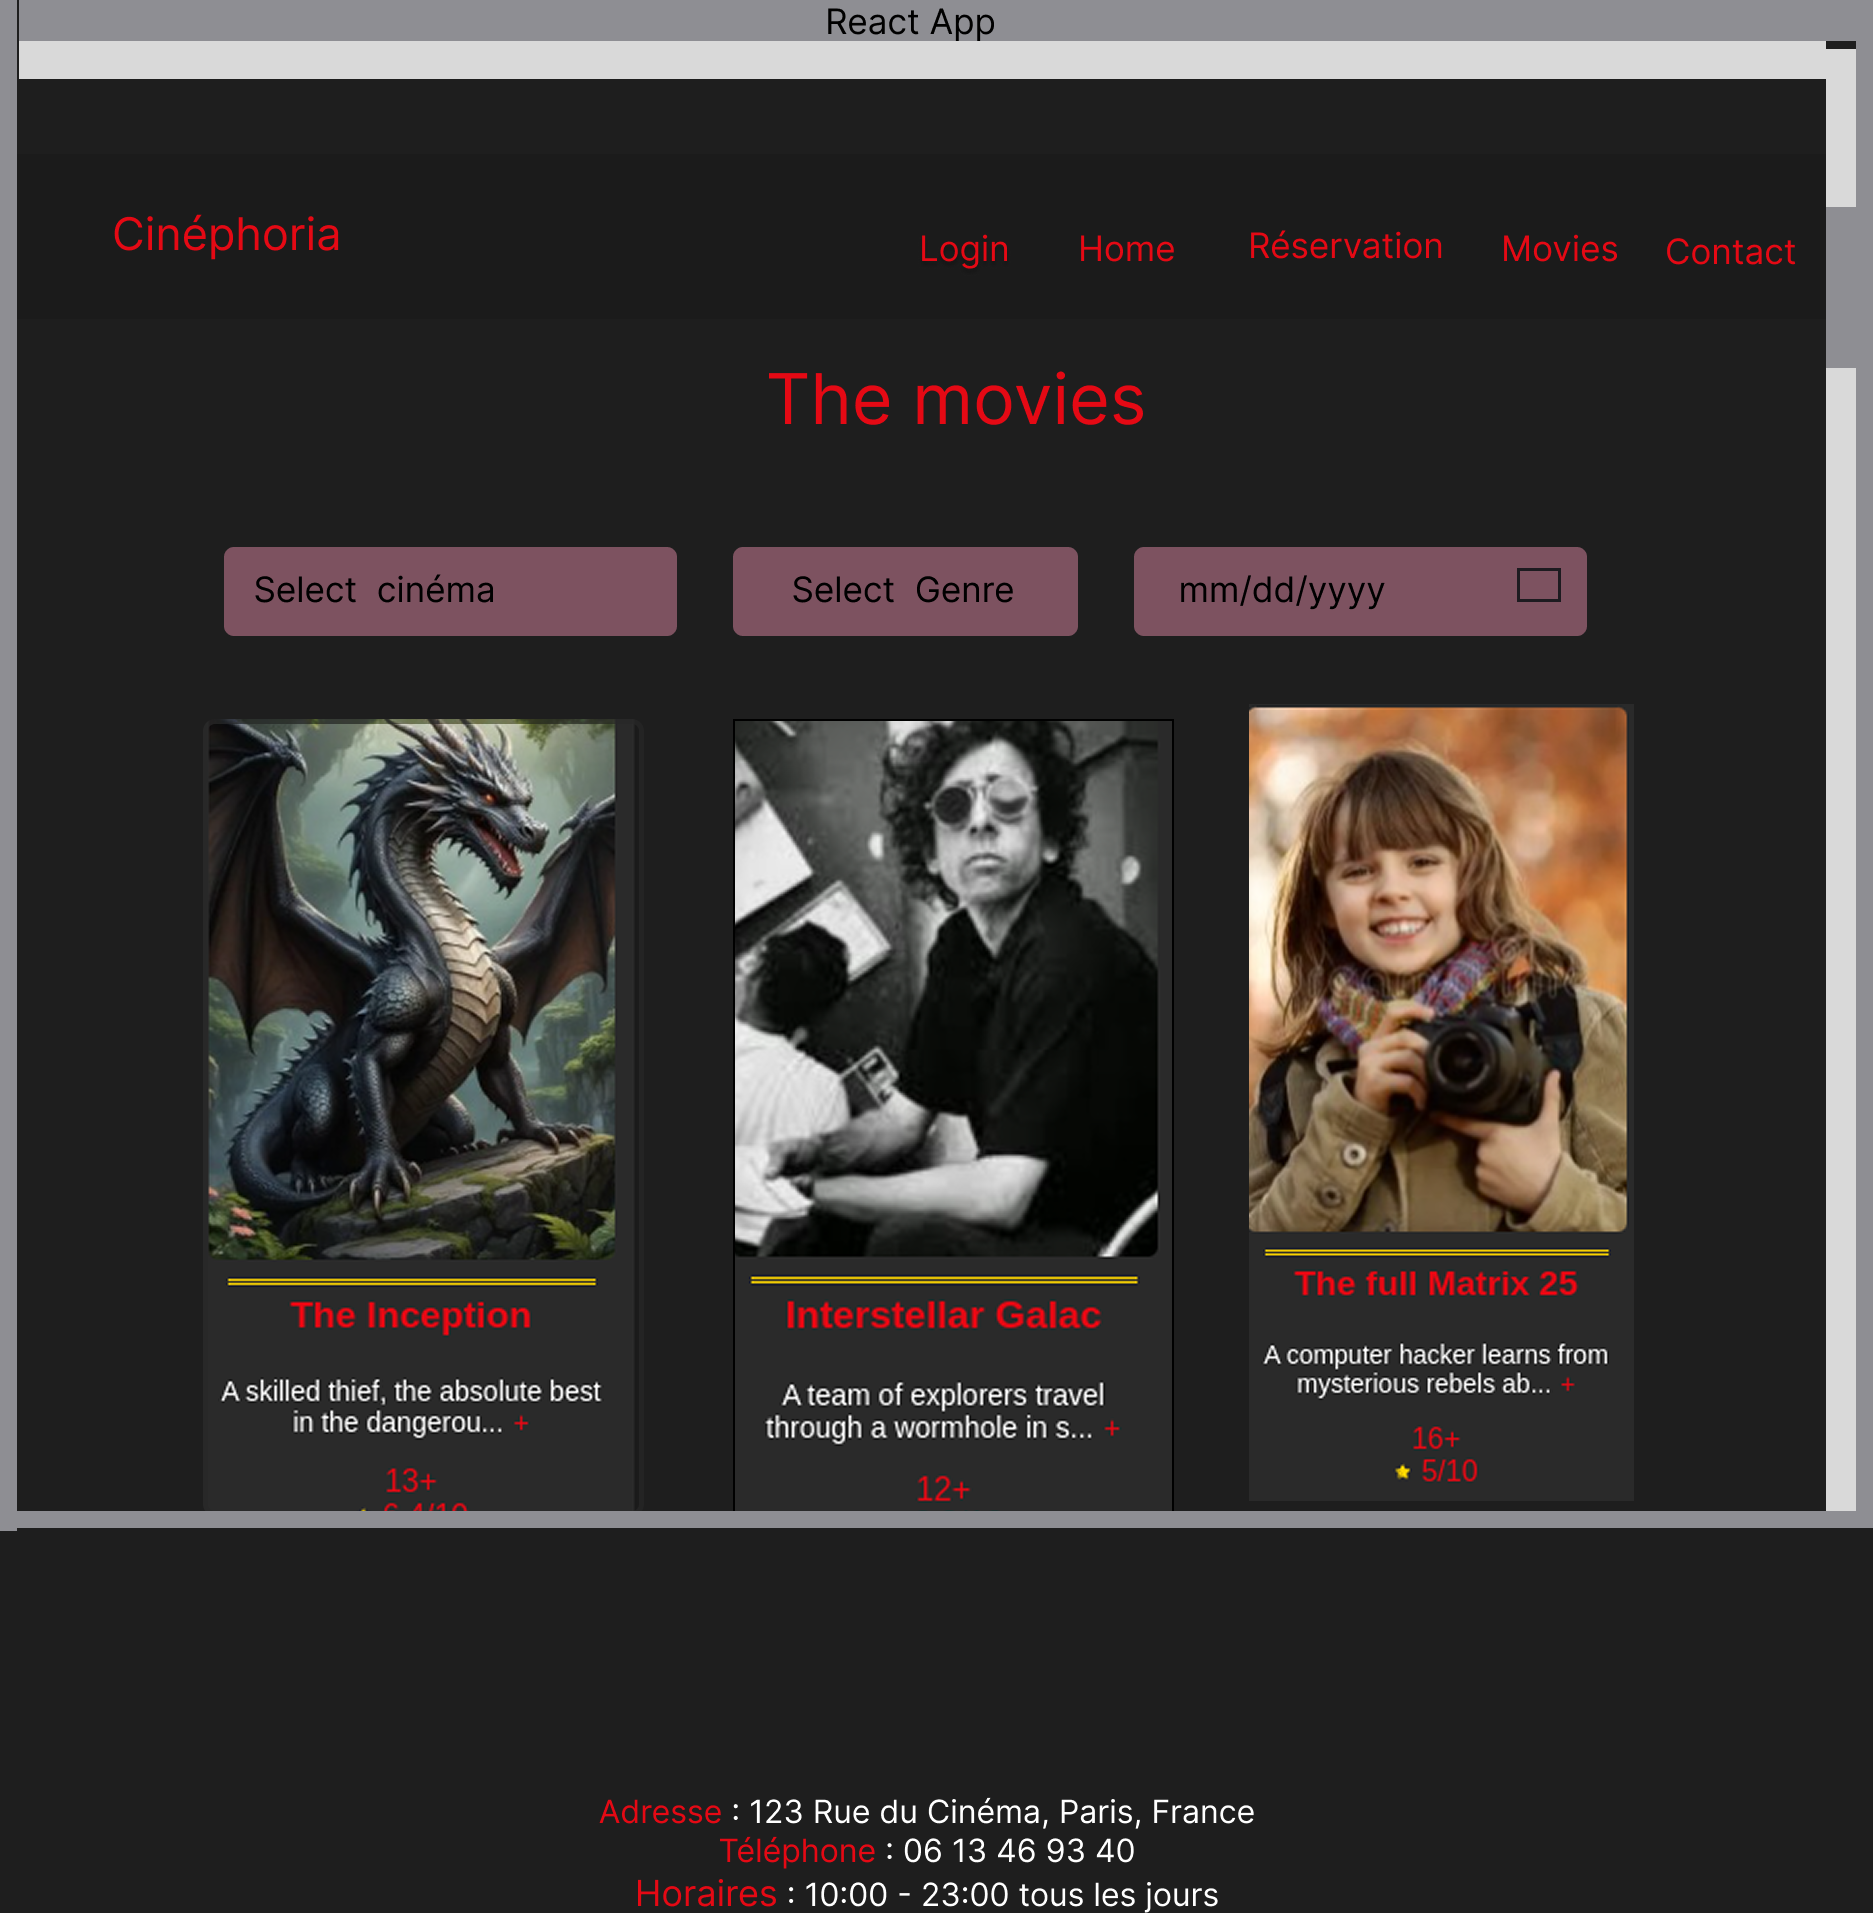 React App
Cinéphoria
Login
Home
Réservation
Movies
Contact
The movies
Select cinéma
Select Genre
mm/dd/yyyy
The Inception
A skilled thief, the absolute best
in the dangerou... +
13+
Interstellar Galac
A team of explorers travel
through a wormhole in s... +
12+
The full Matrix 25
A computer hacker learns from
mysterious rebels ab... +
16+
5/10
Adresse : 123 Rue du Cinéma, Paris, France
Téléphone : 06 13 46 93 40
Horaires : 10:00 - 23:00 tous les jours